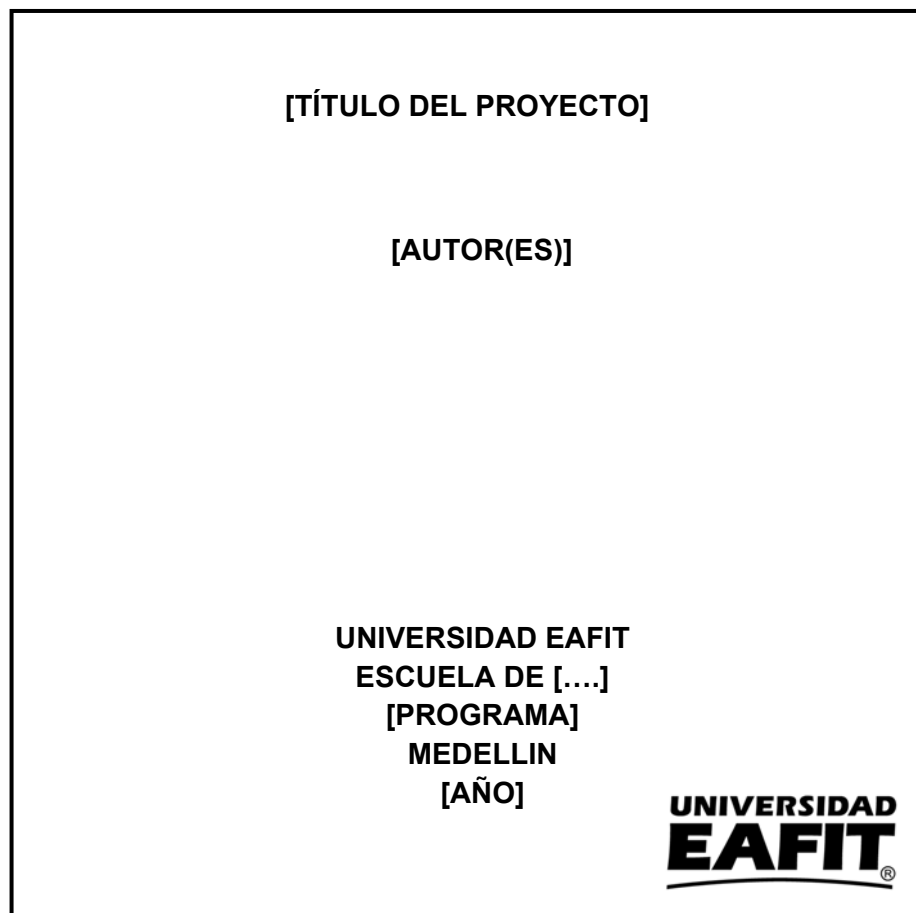 [TÍTULO DEL PROYECTO]
[AUTOR(ES)]
UNIVERSIDAD EAFIT
ESCUELA DE [….]
[PROGRAMA]
MEDELLIN
[AÑO]
UNIVERSIDAD
EAFIT®